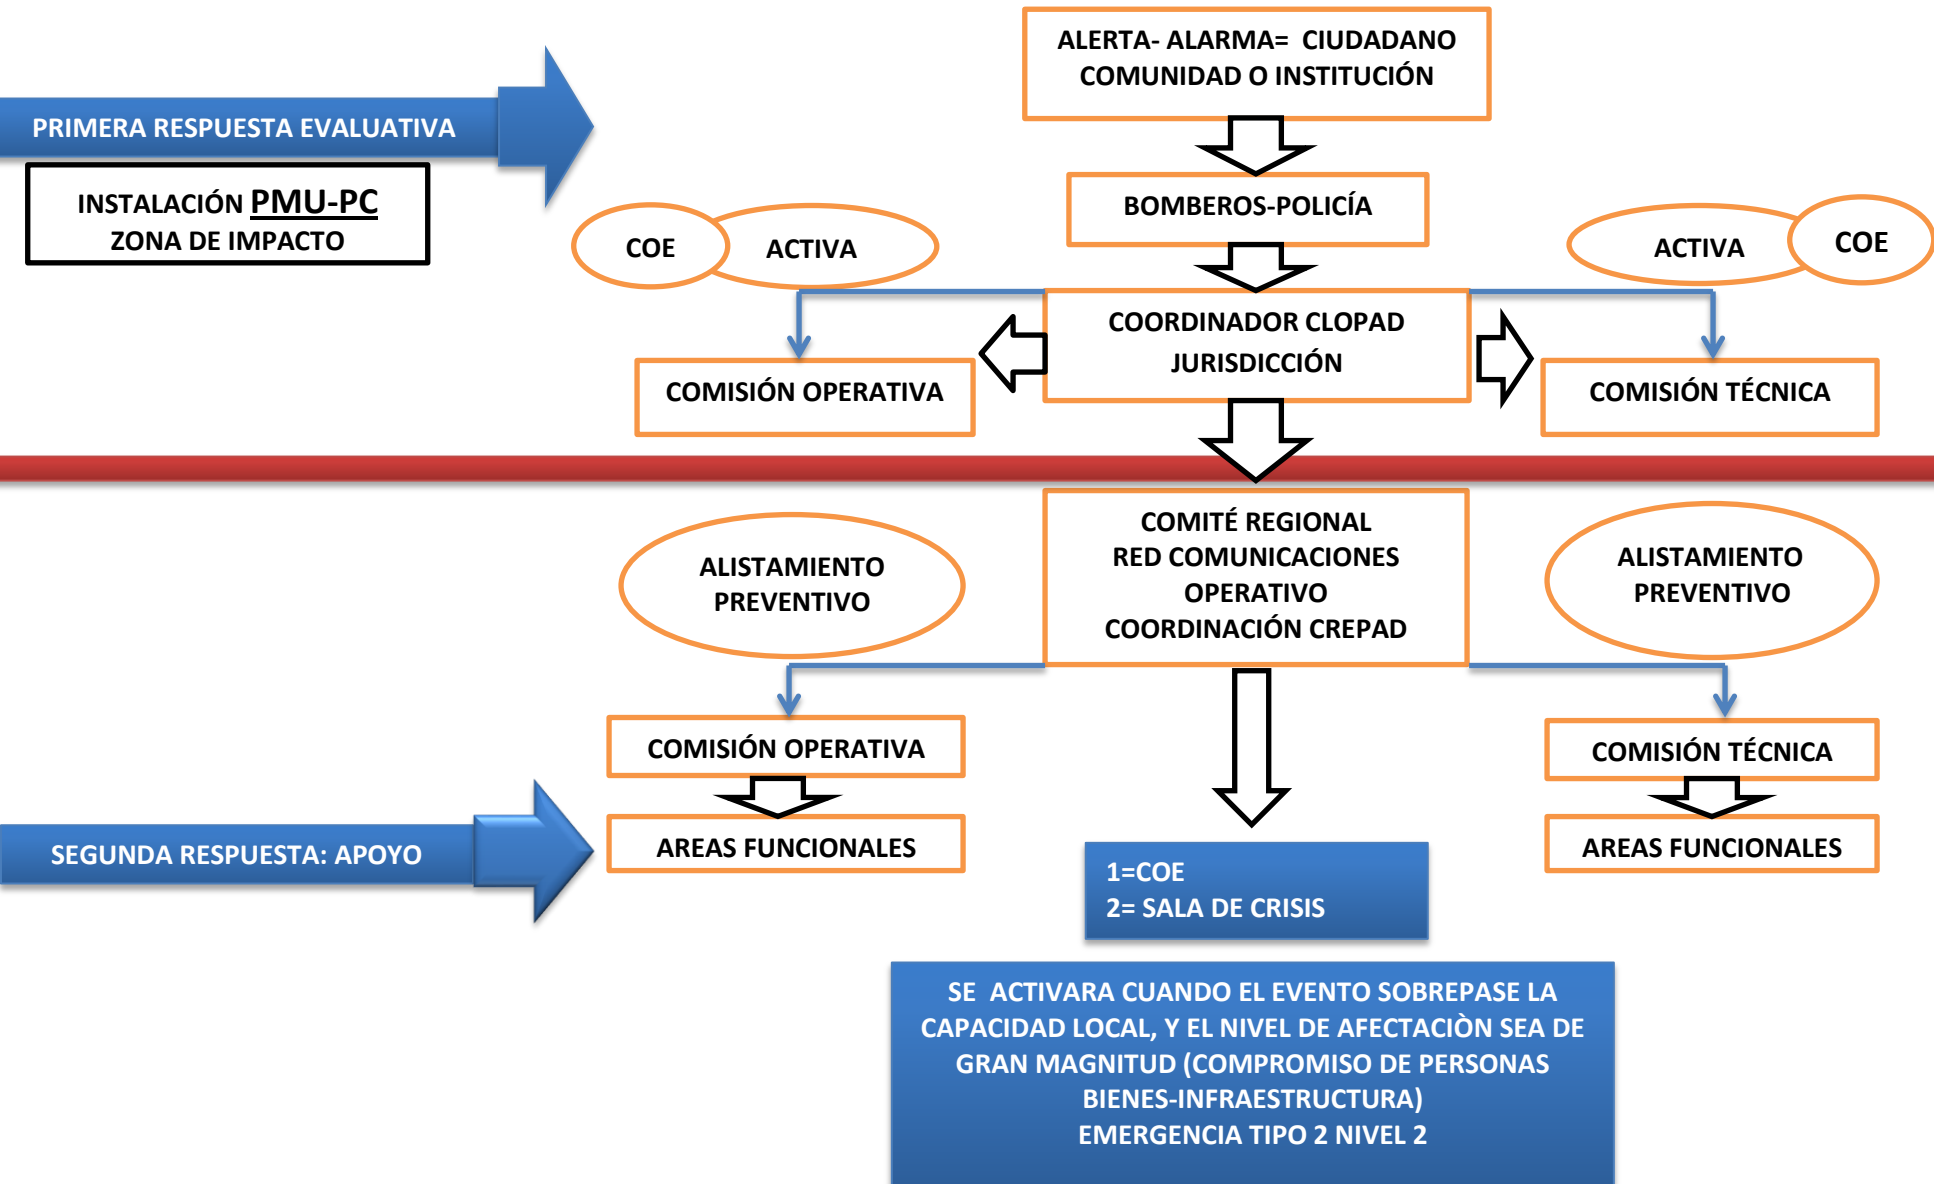 ALERTA- ALARMA= CIUDADANO
COMUNIDAD O INSTITUCIÓN
PRIMERA RESPUESTA EVALUATIVA
INSTALACIÓN PMU-PC
ZONA DE IMPACTO
BOMBEROS-POLICÍA
COE
ACTIVA
ACTIVA
COE
COORDINADOR CLOPAD
JURISDICCIÓN
COMISIÓN OPERATIVA
COMISIÓN TÉCNICA
COMITÉ REGIONAL
RED COMUNICACIONES
OPERATIVO
COORDINACIÓN CREPAD
ALISTAMIENTO
PREVENTIVO
ALISTAMIENTO
PREVENTIVO
COMISIÓN OPERATIVA
COMISIÓN TÉCNICA
SEGUNDA RESPUESTA: APOYO
AREAS FUNCIONALES
AREAS FUNCIONALES
1=COE
2= SALA DE CRISIS
SE ACTIVARA CUANDO EL EVENTO SOBREPASE LA
CAPACIDAD LOCAL, Y EL NIVEL DE AFECTACIÒN SEA DE
GRAN MAGNITUD (COMPROMISO DE PERSONAS
BIENES-INFRAESTRUCTURA)
EMERGENCIA TIPO 2 NIVEL 2